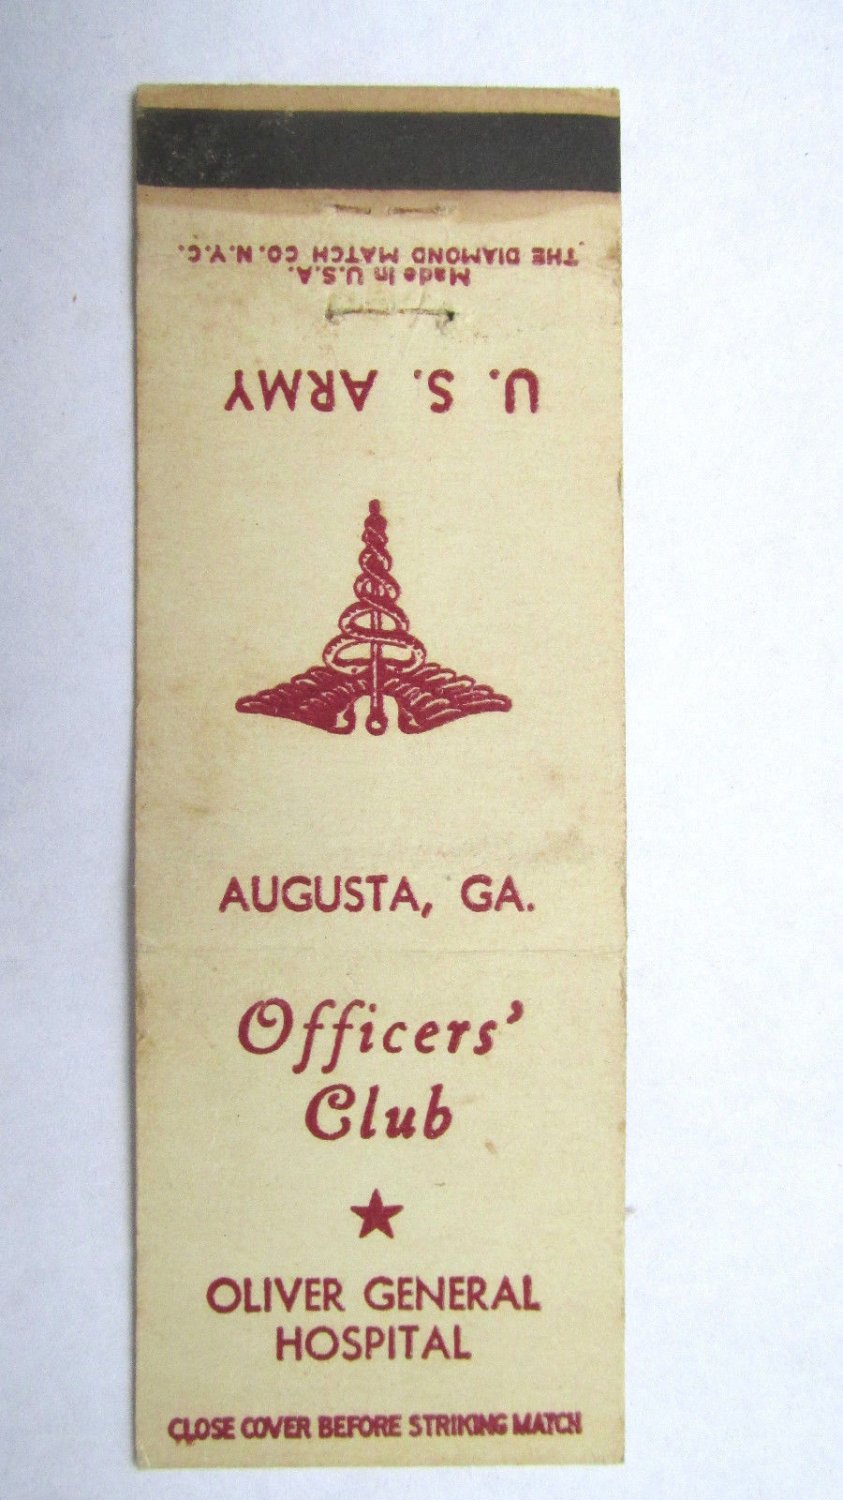 THE DIAMOND MATCH CO. N.Y.C.
Made in U.S.A.
U. S. ARMY
AUGUSTA, GA.
Officers'
Club
OLIVER GENERAL
HOSPITAL
CLOSE COVER BEFORE STRIKING MATCH